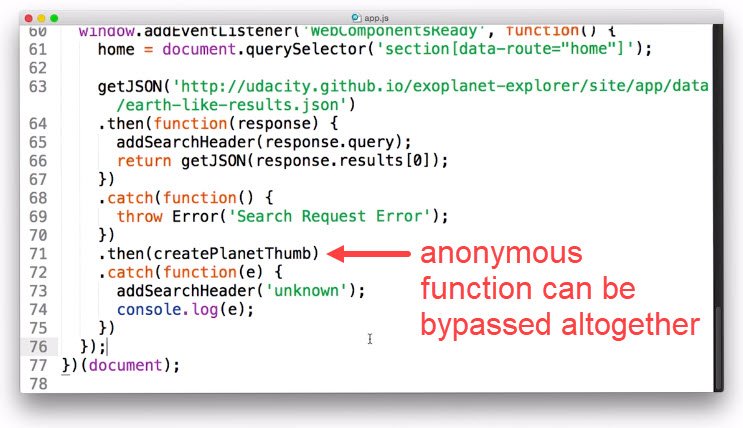 app.js
60 window.addEventListener('WebComponentsReady', function() {
61 home = document.querySelector('section[data-route="home"]');
62
63 getJSON('http://udacity.github.io/exoplanet-explorer/site/app/data
/earth-like-results.json')
64 .then(function(response) {
65 addSearchHeader(response.query);
66 return getJSON(response.results[0]);
67 })
68 .catch(function() {
69 throw Error('Search Request Error');
70 })
71 .then(createPlanetThumb)
72 .catch(function(e) {
73 addSearchHeader('unknown');
74 console.log(e);
75 })
76 });
77 })(document);
78
anonymous
function can be
bypassed altogether